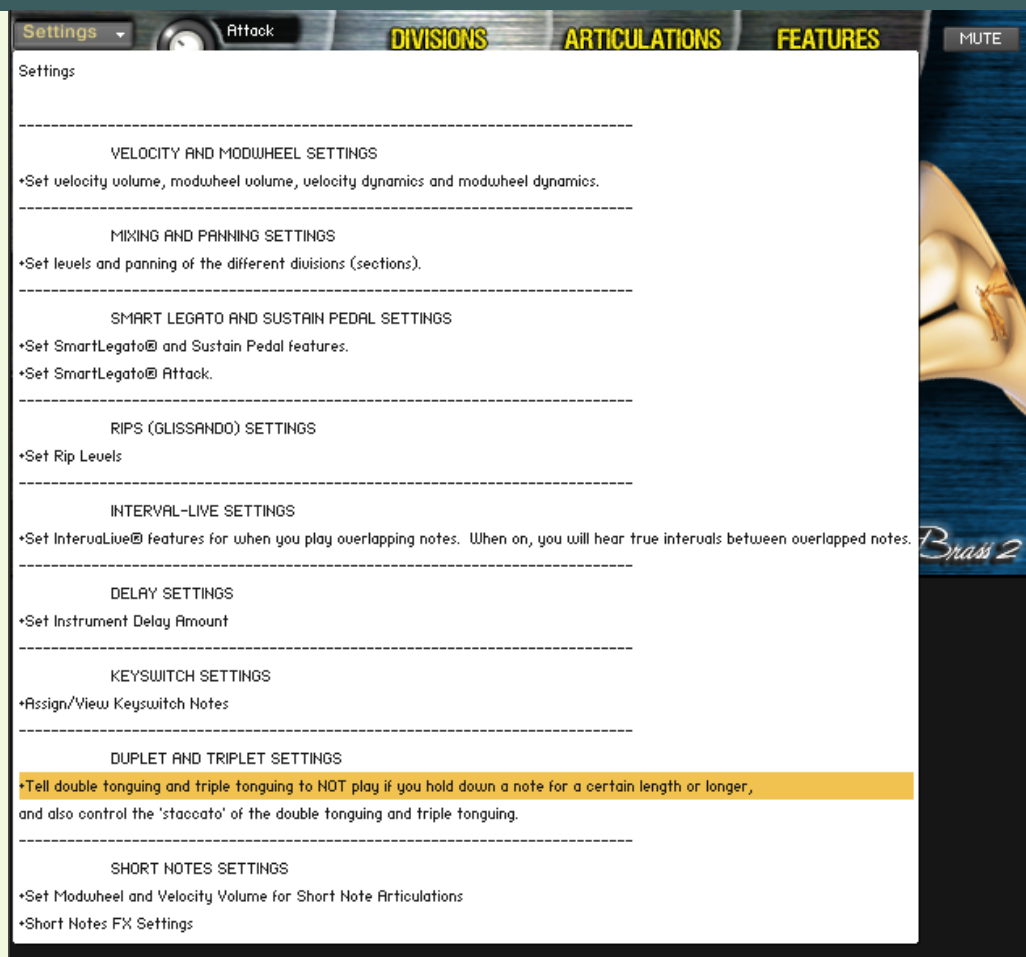 Settings
Attack
DIVISIONS
ARTICULATIONS
FEATURES
MUTE
Settings
--------------------------------------------------------------------------
VELOCITY AND MODWHEEL SETTINGS
+Set velocity volume, modwheel volume, velocity dynamics and modwheel dynamics.
--------------------------------------------------------------------------
MIXING AND PANNING SETTINGS
+Set levels and panning of the different divisions (sections).
--------------------------------------------------------------------------
SMART LEGATO AND SUSTAIN PEDAL SETTINGS
+Set SmartLegato® and Sustain Pedal features.
+Set SmartLegato® Attack.
--------------------------------------------------------------------------
RIPS (GLISSANDO) SETTINGS
+Set Rip Levels
--------------------------------------------------------------------------
INTERVAL-LIVE SETTINGS
+Set IntervaLive® features for when you play overlapping notes.  When on, you will hear true intervals between overlapped notes.
--------------------------------------------------------------------------
DELAY SETTINGS
+Set Instrument Delay Amount
--------------------------------------------------------------------------
KEYSWITCH SETTINGS
+Assign/View Keyswitch Notes
--------------------------------------------------------------------------
DUPLET AND TRIPLET SETTINGS
+Tell double tonguing and triple tonguing to NOT play if you hold down a note for a certain length or longer,
and also control the 'staccato' of the double tonguing and triple tonguing.
--------------------------------------------------------------------------
SHORT NOTES SETTINGS
+Set Modwheel and Velocity Volume for Short Note Articulations
+Short Notes FX Settings
Brass 2